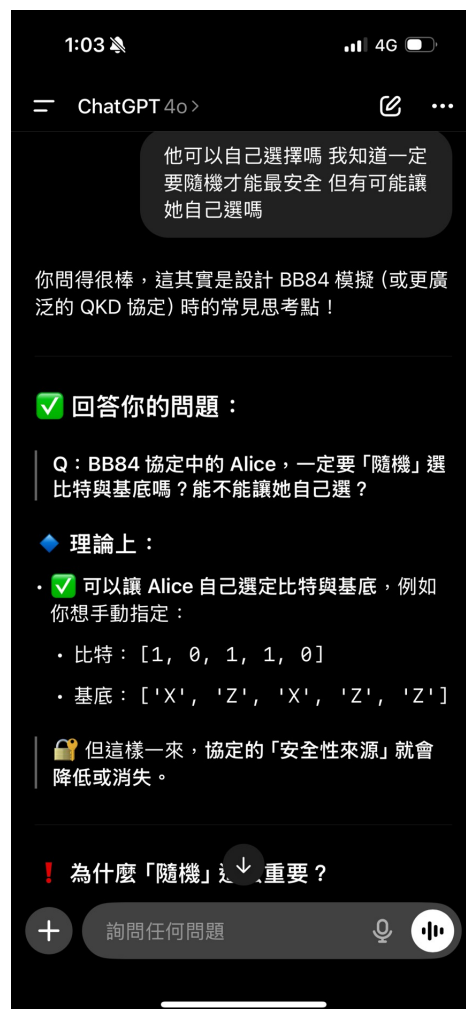 1:03
4G
ChatGPT 4o >
他可以自己選擇嗎 我知道一定
要隨機才能最安全 但有可能讓
她自己選嗎
你問得很棒，這其實是設計 BB84 模擬（或更廣
泛的 QKD 協定）時的常見思考點！
✅ 回答你的問題：
Q：BB84 協定中的 Alice，一定要「隨機」選
比特與基底嗎？能不能讓她自己選？
🔹 理論上：
• ✅ 可以讓 Alice 自己選定比特與基底，例如
你想手動指定：
• 比特：[1, 0, 1, 1, 0]
• 基底：['X', 'Z', 'X', 'Z', 'Z']
🔐 但這樣一來，協定的「安全性來源」就會
降低或消失。
❗ 為什麼「隨機」重要？
詢問任何問題